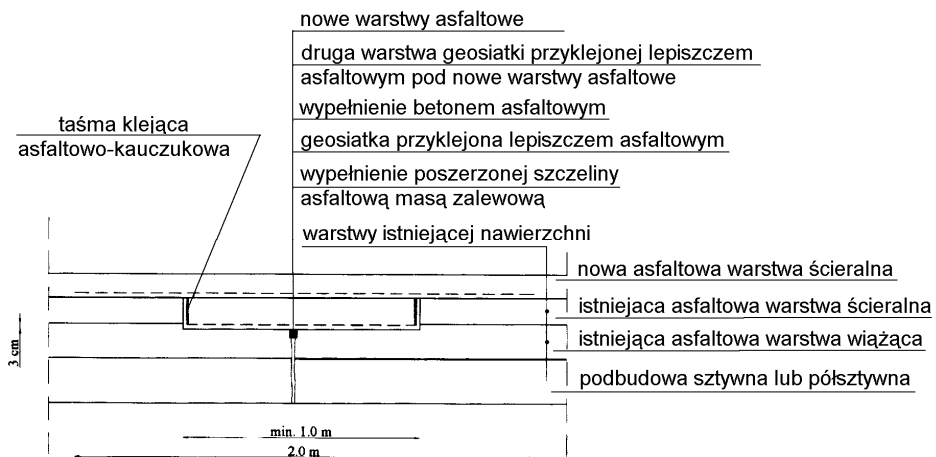 nowe warstwy asfaltowe
druga warstwa geosiatki przyklejonej lepiszczem
asfaltowym pod nowe warstwy asfaltowe
wypełnienie betonem asfaltowym
taśma klejąca
asfaltowo-kauczukowa
geosiatka przyklejona lepiszczem asfaltowym
wypełnienie poszerzonej szczeliny
asfaltową masą zalewową
warstwy istniejącej nawierzchni
nowa asfaltowa warstwa ścieralna
istniejaca asfaltowa warstwa ścieralna
istniejąca asfaltowa warstwa wiążąca
3 cm
podbudowa sztywna lub półsztywna
min. 1.0 m
2.0 m